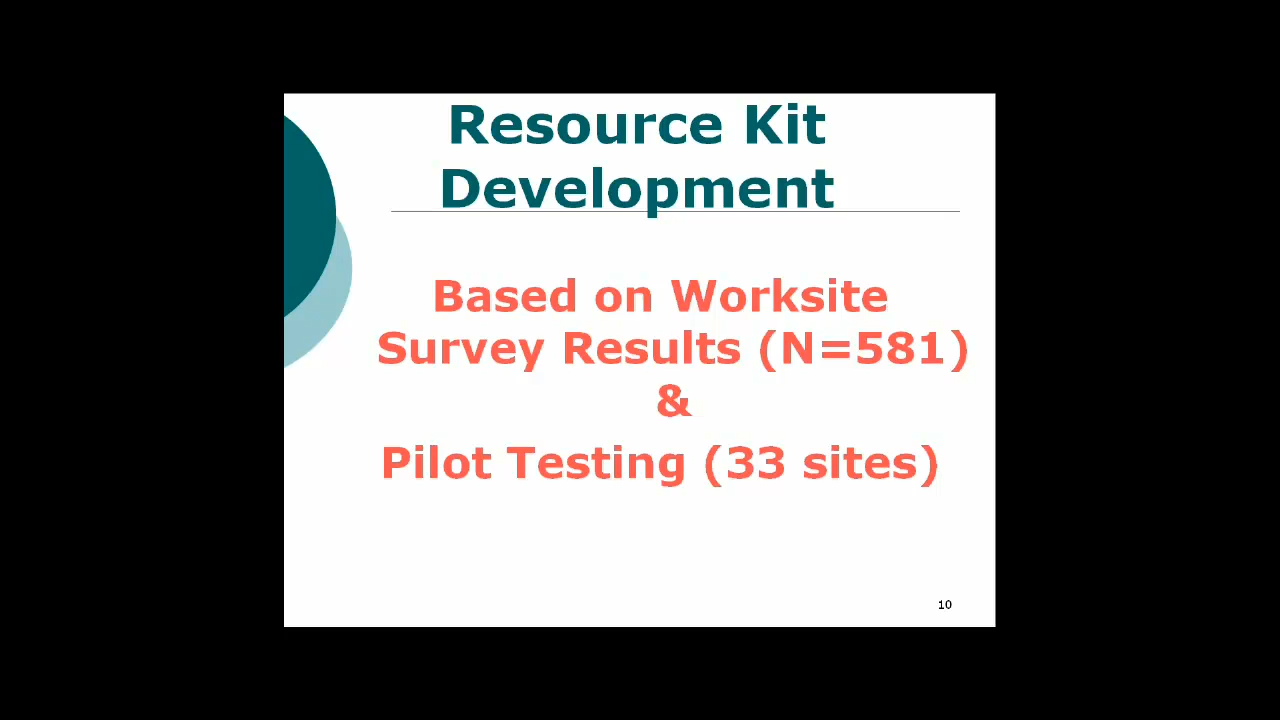 Resource Kit
Development
Based on Worksite
Survey Results (N=581)
&
Pilot Testing (33 sites)
10